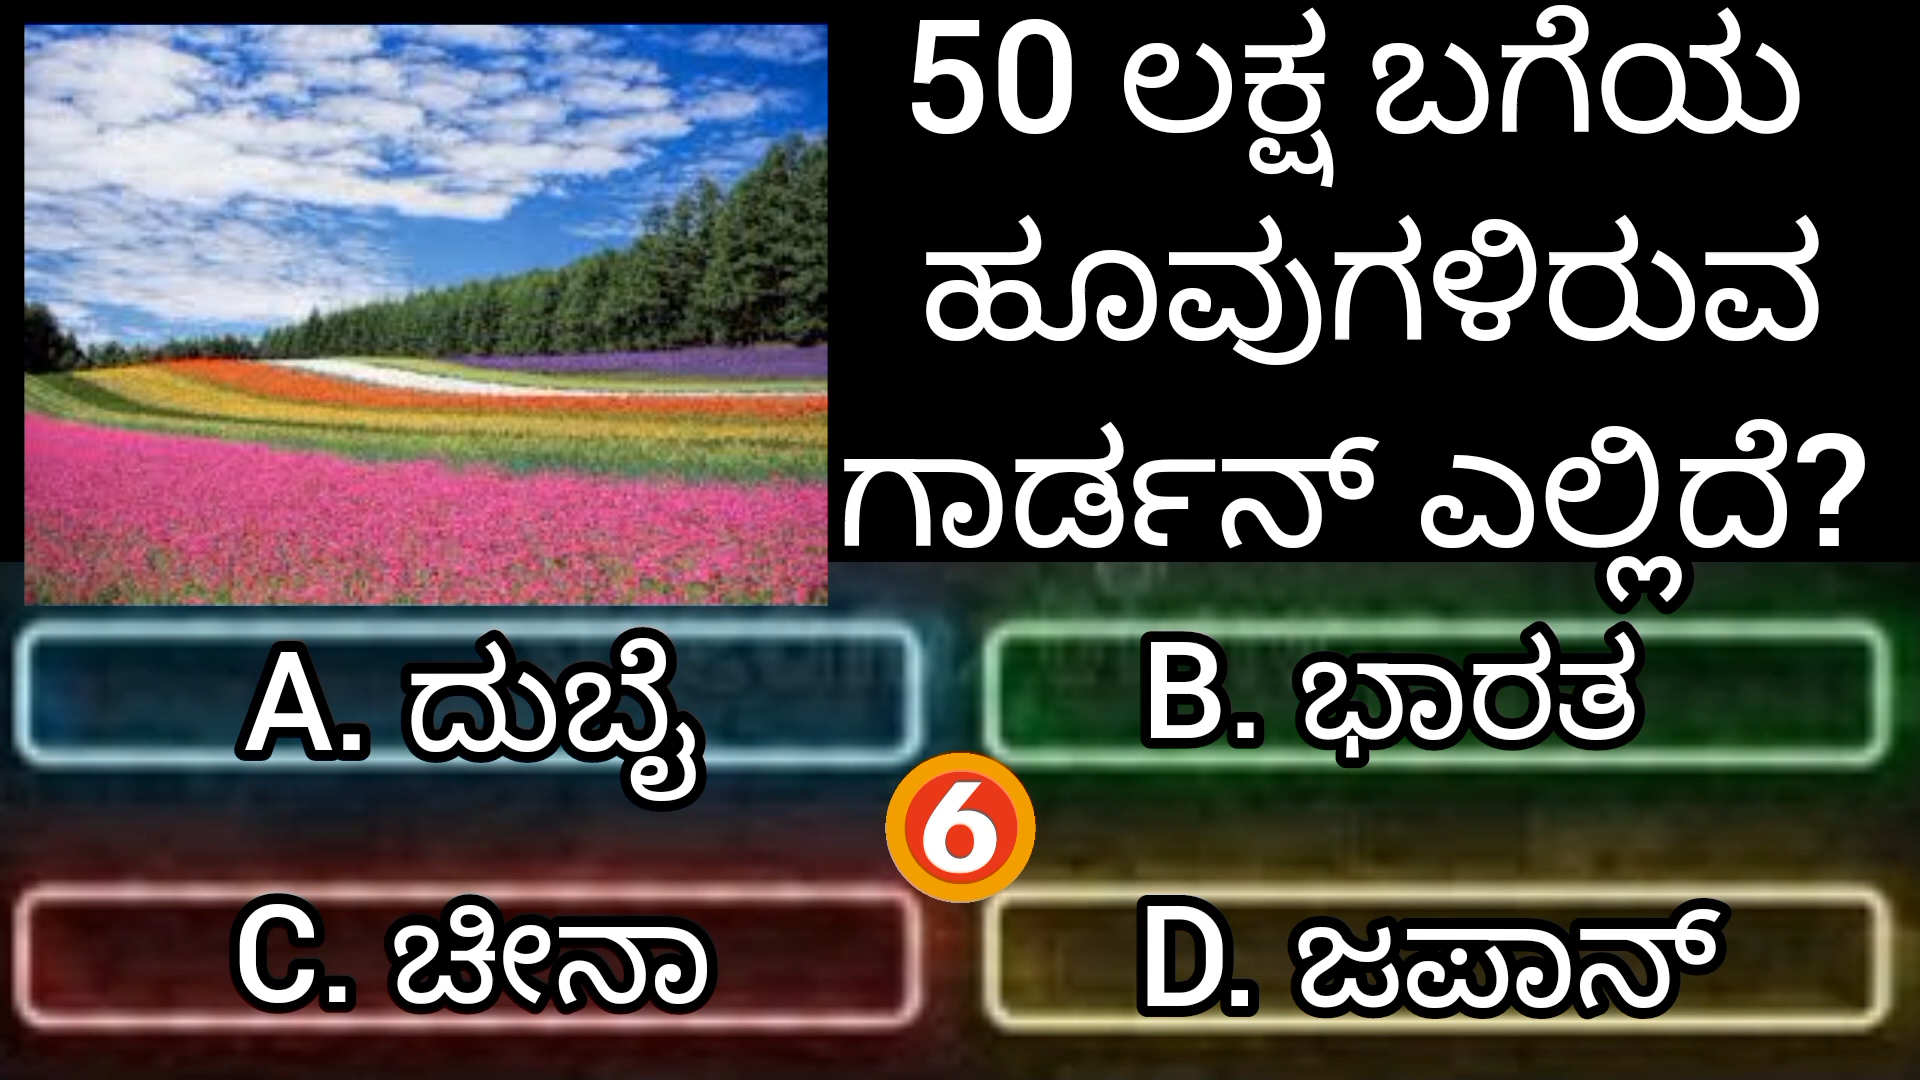 50 ಲಕ್ಷ ಬಗೆಯ
ಹೂವುಗಳಿರುವ
ಗಾರ್ಡನ್ ಎಲ್ಲಿದೆ?
A. ದುಬೈ
B. ಭಾರತ
6
C. ಚೀನಾ
D. ಜಪಾನ್